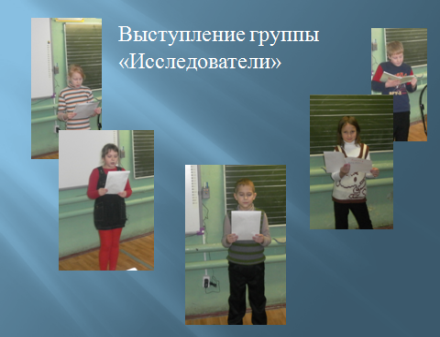 Выступление группы
«Исследователи»